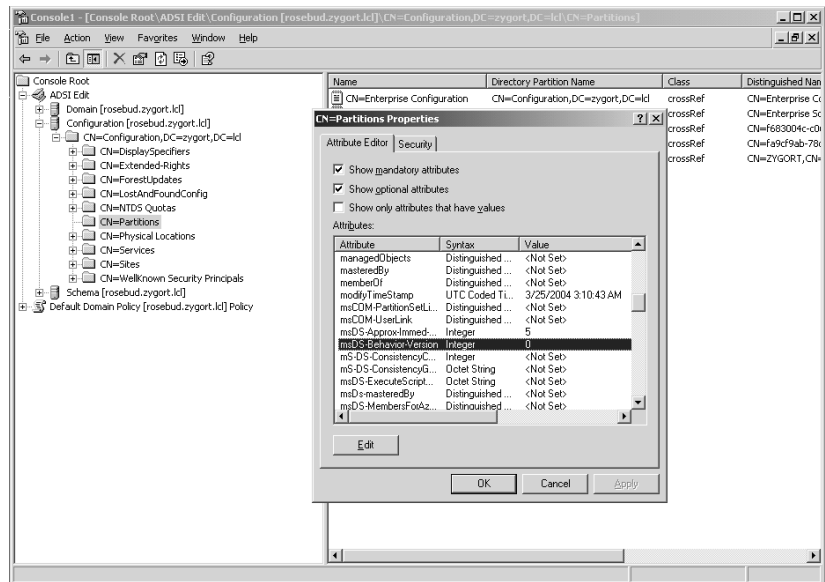 Console1 - [Console Root\ADSI Edit\Configuration [rosebud.zygort.lcl]\CN=Configuration,DC=zygort,DC=lcl\CN=Partitions]
File Action View Favorites Window Help
Console Root
ADSI Edit
Domain [rosebud.zygort.lcl]
Configuration [rosebud.zygort.lcl]
CN=Configuration,DC=zygort,DC=lcl
CN=DisplaySpecifiers
CN=Extended-Rights
CN=ForestUpdates
CN=LostAndFoundConfig
CN=NTDS Quotas
CN=Partitions
CN=Physical Locations
CN=Services
CN=Sites
CN=WellKnown Security Principals
Schema [rosebud.zygort.lcl]
Default Domain Policy [rosebud.zygort.lcl] Policy
Name Directory Partition Name Class Distinguished Nan
CN=Enterprise Configuration CN=Configuration,DC=zygort,DC=lcl crossRef CN=Enterprise Co
crossRef CN=Enterprise Sc
crossRef CN=f683004c-c0
crossRef CN=fa9cf9ab-78
crossRef CN=ZYGORT,CN=
CN=Partitions Properties
Attribute Editor Security
Show mandatory attributes
Show optional attributes
Show only attributes that have values
Attributes:
Attribute Syntax Value
managedObjects Distinguished ... <Not Set>
masteredBy Distinguished ... <Not Set>
memberOf Distinguished ... <Not Set>
modifyTimeStamp UTC Coded Ti... 3/25/2004 3:10:43 AM
msCOM-PartitionSetLi... Distinguished ... <Not Set>
msCOM-UserLink Distinguished ... <Not Set>
msDS-Approx-Immed-... Integer 5
msDS-Behavior-Version Integer 0
mS-DS-ConsistencyC... Integer <Not Set>
mS-DS-ConsistencyG... Octet String <Not Set>
msDS-ExecuteScript... Octet String <Not Set>
msDs-masteredBy Distinguished ... <Not Set>
msDS-MembersForAz... Distinguished ... <Not Set>
Edit
OK Cancel Apply